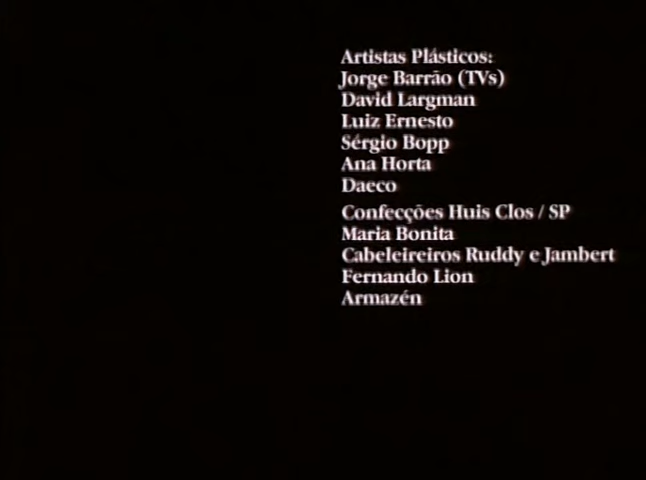 Artistas Plásticos:
Jorge Barrão (TVs)
David Largman
Luiz Ernesto
Sérgio Bopp
Ana Horta
Daeco
Confecções Huis Clos / SP
Maria Bonita
Cabeleireiros Ruddy e Jambert
Fernando Lion
Armazén